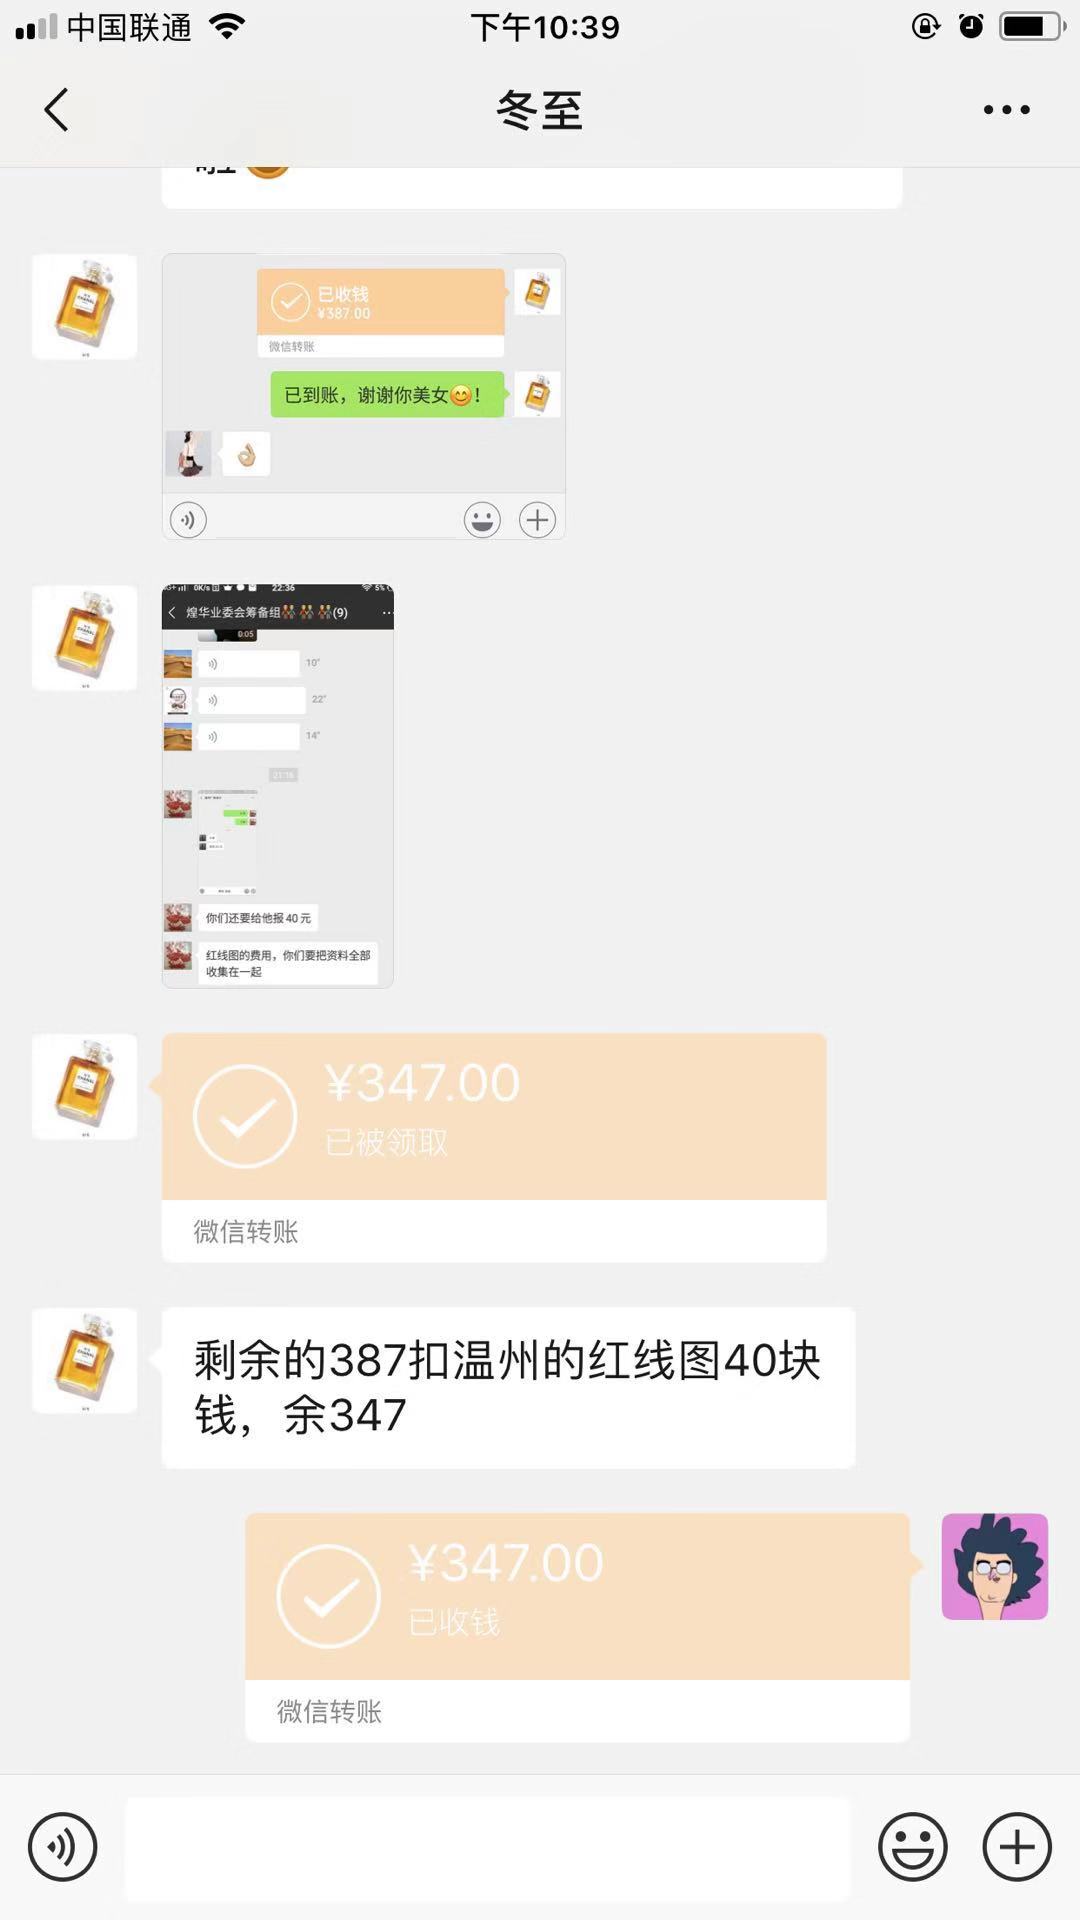 中国联通
下午10:39
冬至
已收钱
¥387.00
微信转账
已到账，谢谢你美女😊！
0K/s
22:36
5%
煌华业委会筹备组👬👬👬(9)
0:05
10"
22"
14"
21:16
你们还要给他报 40 元
红线图的费用，你们要把资料全部
收集在一起
¥347.00
已被领取
微信转账
剩余的387扣温州的红线图40块
钱，余347
¥347.00
已收钱
微信转账